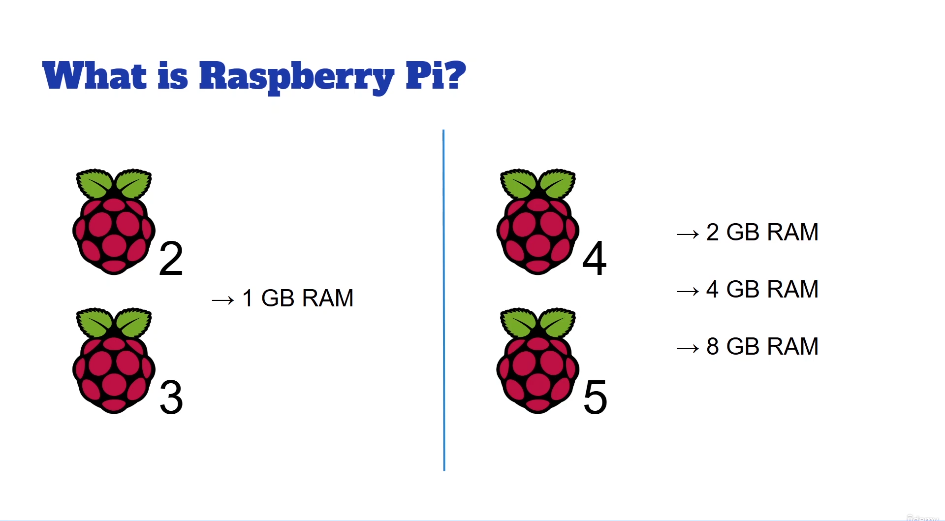 What is Raspberry Pi?
2
→ 1 GB RAM
3
4
5
→ 2 GB RAM
→ 4 GB RAM
→ 8 GB RAM